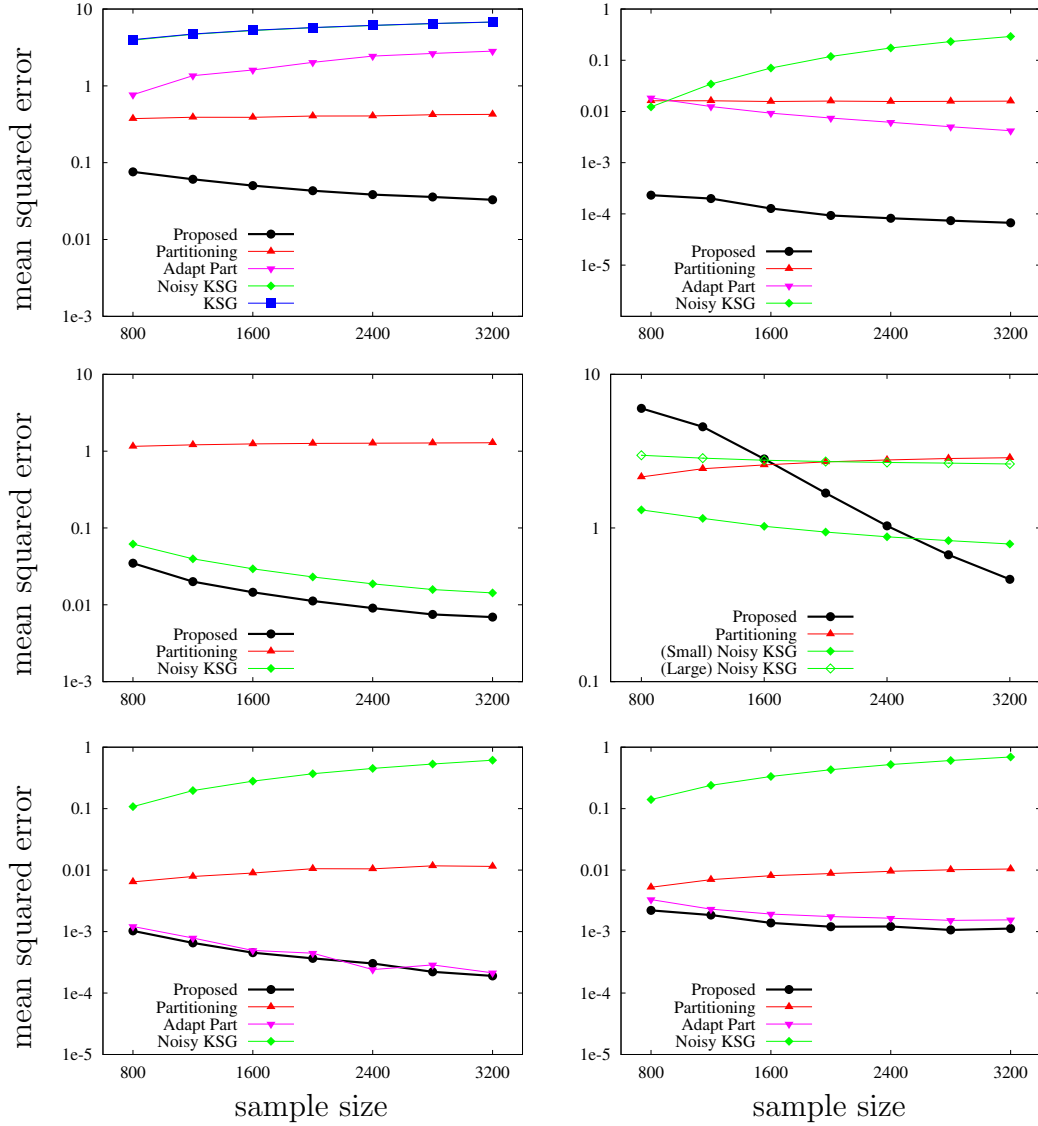 mean squared error
10
1
0.1
0.01
1e-3
Proposed
Partitioning
Adapt Part
Noisy KSG
KSG
800 1600 2400 3200
1
0.1
0.01
1e-3
1e-4
1e-5
Proposed
Partitioning
Adapt Part
Noisy KSG
800 1600 2400 3200
mean squared error
10
1
0.1
0.01
1e-3
Proposed
Partitioning
Noisy KSG
800 1600 2400 3200
10
1
0.1
Proposed
Partitioning
(Small) Noisy KSG
(Large) Noisy KSG
800 1600 2400 3200
mean squared error
1
0.1
0.01
1e-3
1e-4
1e-5
Proposed
Partitioning
Adapt Part
Noisy KSG
800 1600 2400 3200
sample size
1
0.1
0.01
1e-3
1e-4
1e-5
Proposed
Partitioning
Adapt Part
Noisy KSG
800 1600 2400 3200
sample size